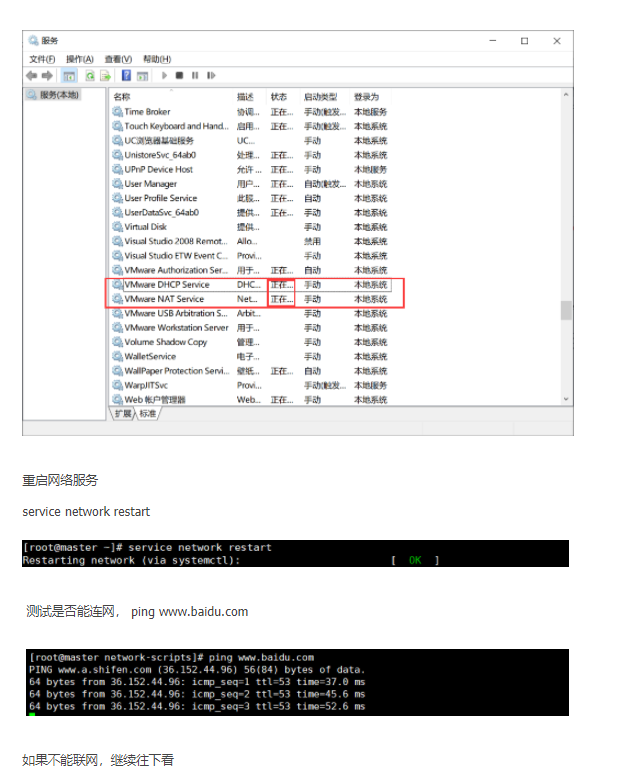 服务
文件(F) 操作(A) 查看(V) 帮助(H)
服务(本地)
名称 描述 状态 启动类型 登录为
Time Broker 协调... 正在... 手动(触发... 本地服务
Touch Keyboard and Hand... 启用... 正在... 手动(触发... 本地系统
UC浏览器基础服务 UC... 手动 本地系统
UnistoreSvc_64ab0 处理... 正在... 手动 本地系统
UPnP Device Host 允许 ... 正在... 手动 本地服务
User Manager 用户... 正在... 自动(触发... 本地系统
User Profile Service 此服... 正在... 自动 本地系统
UserDataSvc_64ab0 提供... 正在... 手动 本地系统
Virtual Disk 提供... 手动 本地系统
Visual Studio 2008 Remot... Allo... 禁用 本地系统
Visual Studio ETW Event C... Provi... 手动 本地系统
VMware Authorization Ser... 用于... 正在... 自动 本地系统
VMware DHCP Service DHC... 正在... 手动 本地系统
VMware NAT Service Net... 正在... 手动 本地系统
VMware USB Arbitration S... Arbit... 手动 本地系统
VMware Workstation Server 用于... 手动 本地系统
Volume Shadow Copy 管理... 手动 本地系统
WalletService 电子... 手动 本地系统
WallPaper Protection Servi... 壁纸... 正在... 自动 本地系统
WarpJITSvc Provi... 手动(触发... 本地服务
Web 帐户管理器 Web... 正在... 手动 本地系统
扩展 标准
重启网络服务
service network restart
[root@master ~]# service network restart
Restarting network (via systemctl): [ OK ]
测试是否能连网， ping www.baidu.com
[root@master network-scripts]# ping www.baidu.com
PING www.a.shifen.com (36.152.44.96) 56(84) bytes of data.
64 bytes from 36.152.44.96: icmp_seq=1 ttl=53 time=37.0 ms
64 bytes from 36.152.44.96: icmp_seq=2 ttl=53 time=45.6 ms
64 bytes from 36.152.44.96: icmp_seq=3 ttl=53 time=52.6 ms
如果不能联网，继续往下看